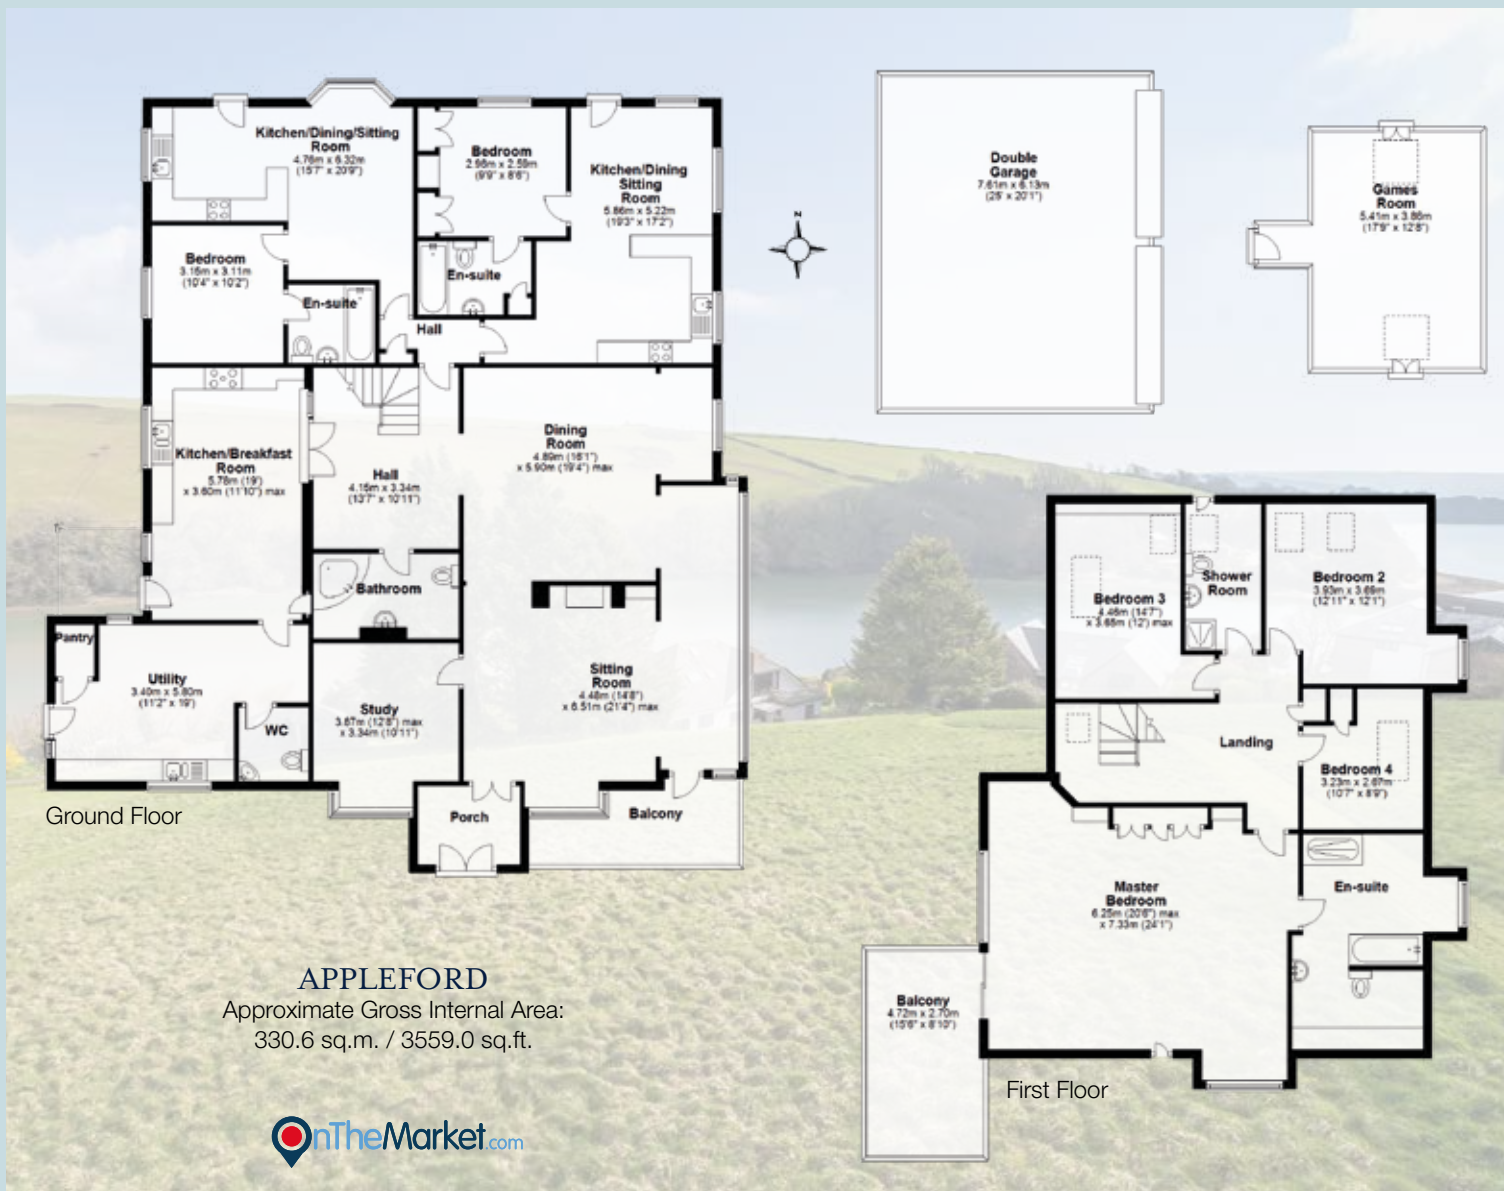 Kitchen/Dining/Sitting
Room
4.76m x 6.32m
(15'7" x 20'9")
Bedroom
2.96m x 2.59m
(9'9" x 8'6")
Kitchen/Dining
Sitting
Room
5.86m x 5.22m
(19'3" x 17'2")
Bedroom
3.15m x 3.11m
(10'4" x 10'2")
En-suite
En-suite
Hall
Kitchen/Breakfast
Room
5.78m (19')
x 3.60m (11'10") max
Hall
4.15m x 3.34m
(13'7" x 10'11")
Dining
Room
4.89m (16'1")
x 5.90m (19'4") max
Bathroom
Pantry
Utility
3.40m x 5.80m
(11'2" x 19')
WC
Study
3.87m (12'8") max
x 3.34m (10'11")
Sitting
Room
4.48m (14'8")
x 6.51m (21'4") max
Porch
Balcony
Ground Floor
N
Double
Garage
7.61m x 6.13m
(25' x 20'1")
Games
Room
5.41m x 3.86m
(17'9" x 12'8")
Bedroom 3
4.46m (14'7")
x 3.65m (12') max
Shower
Room
Bedroom 2
3.93m x 3.69m
(12'11" x 12'1")
Landing
Bedroom 4
3.23m x 2.67m
(10'7" x 8'9")
Master
Bedroom
6.25m (20'6") max
x 7.33m (24'1")
En-suite
Balcony
4.72m x 2.70m
(15'6" x 8'10")
First Floor
APPLEFORD
Approximate Gross Internal Area:
330.6 sq.m. / 3559.0 sq.ft.
OnTheMarket.com